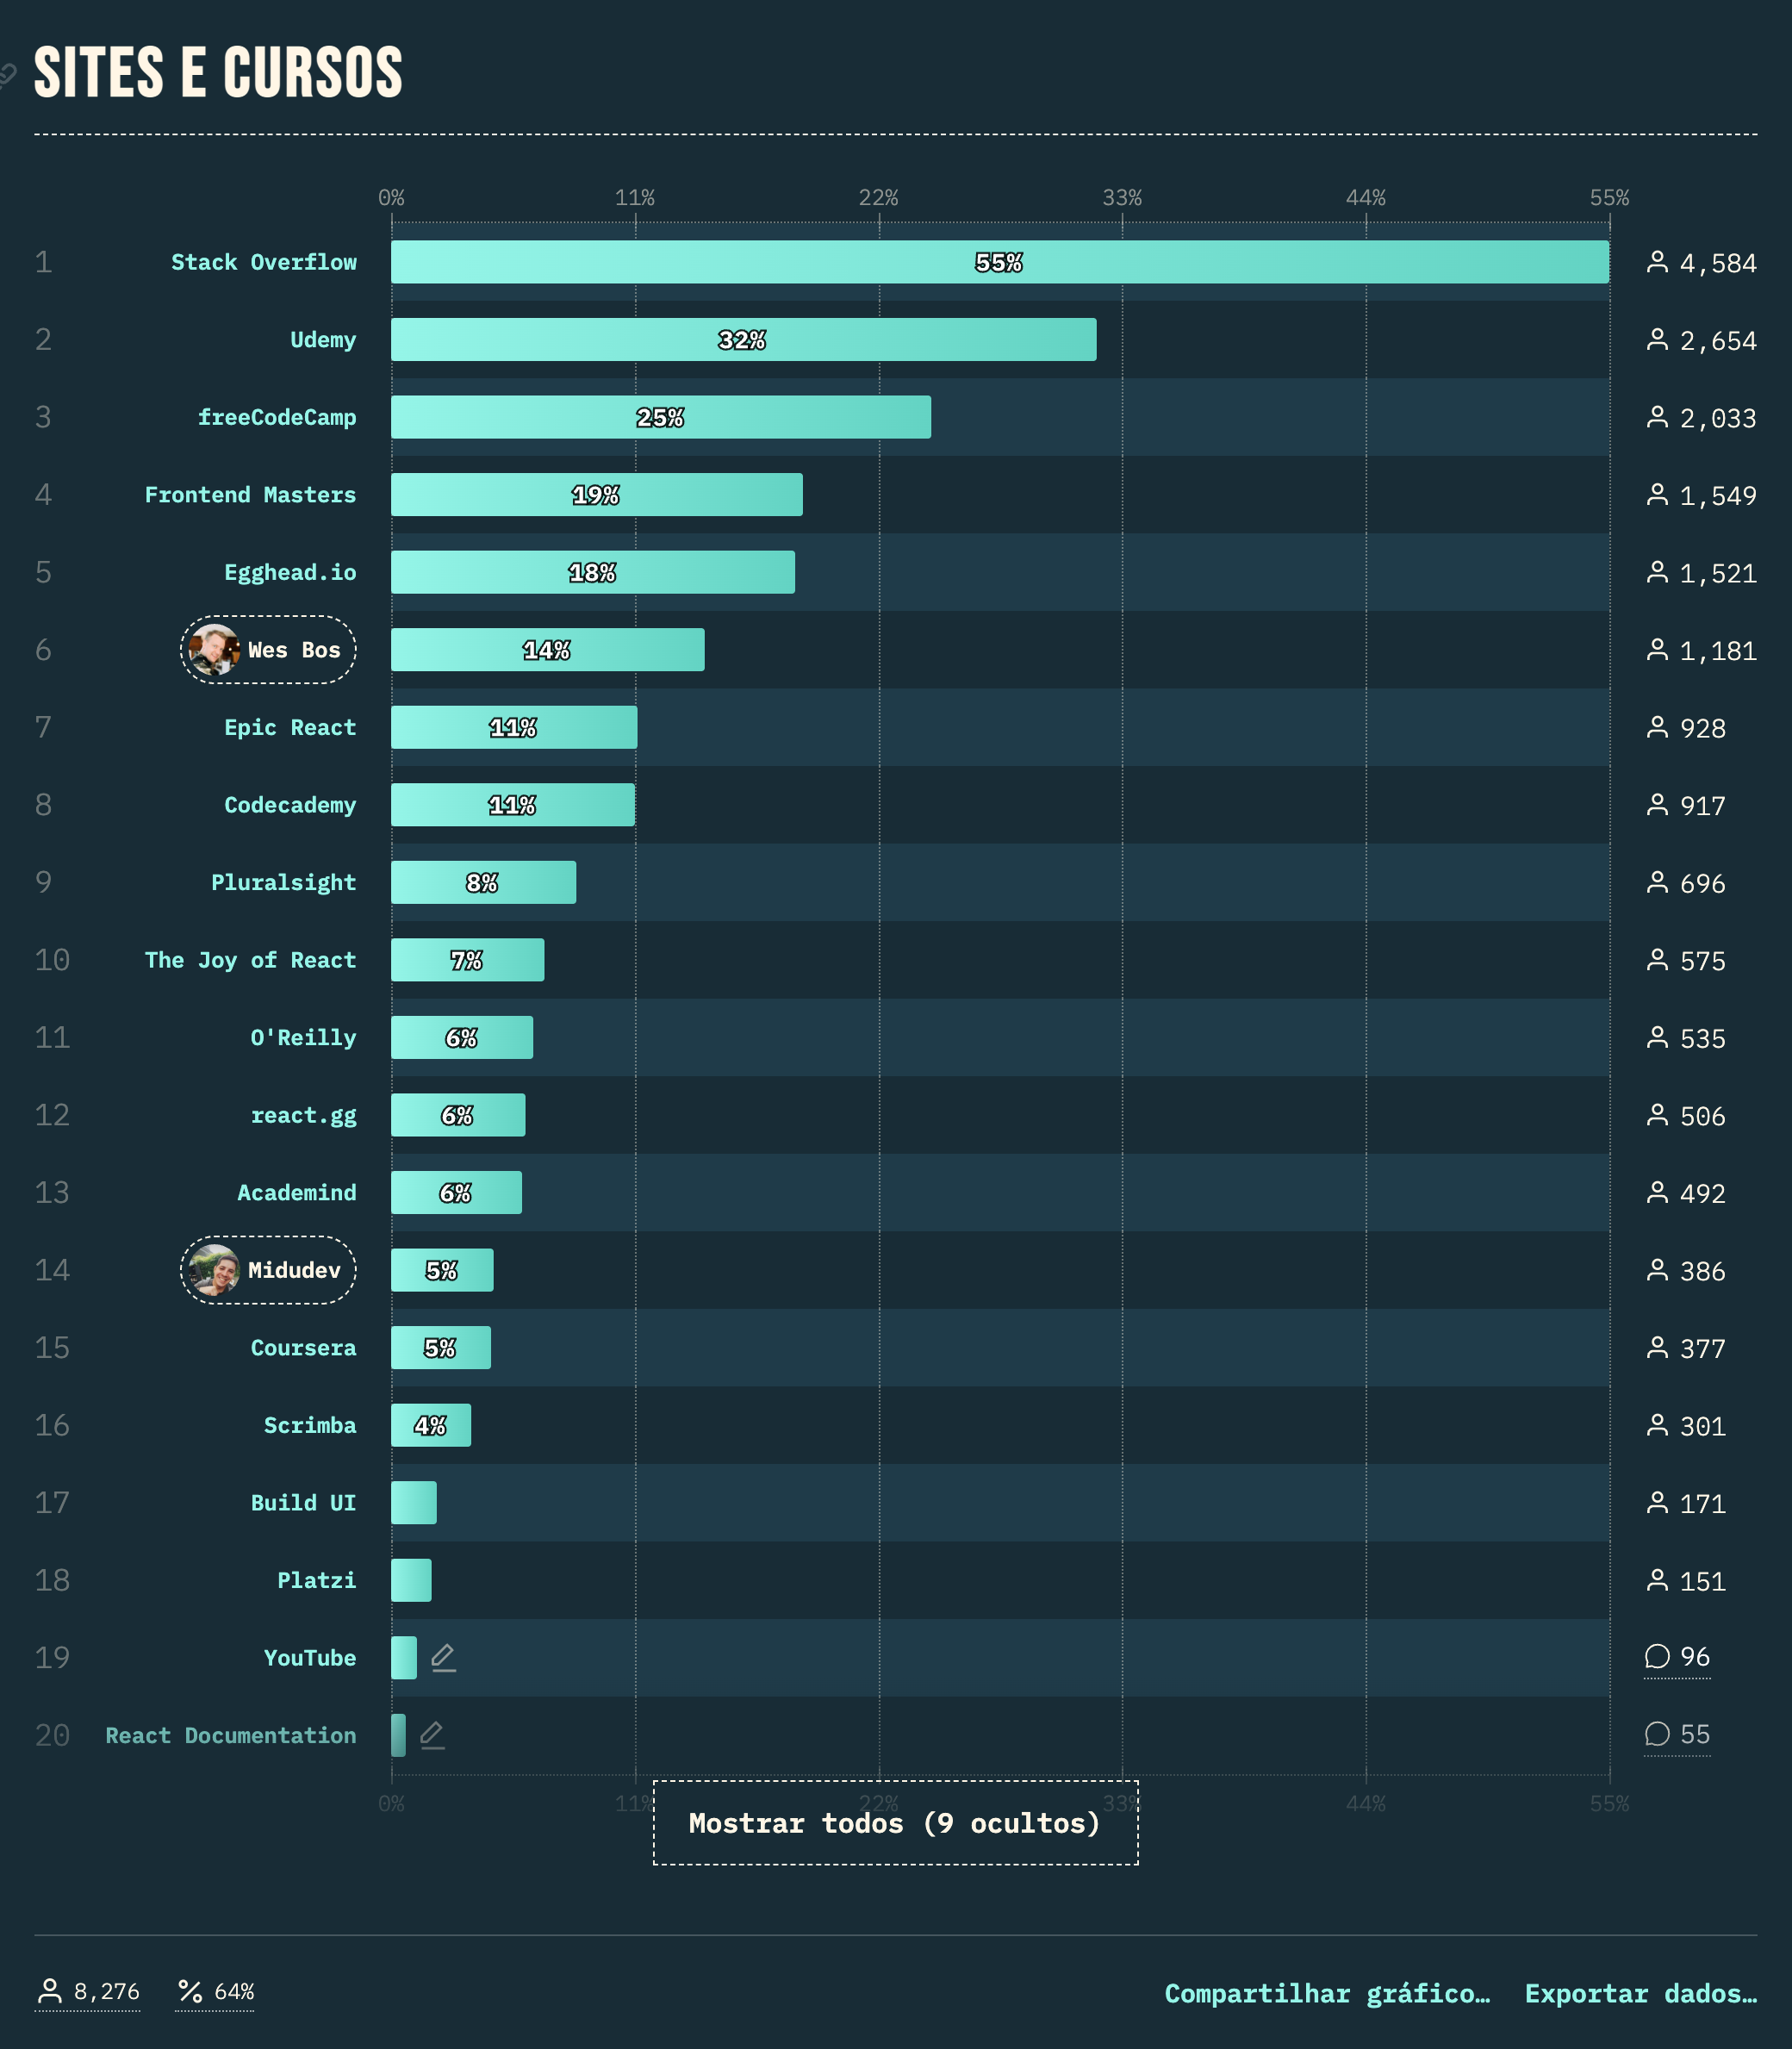 SITES E CURSOS
0% 11% 22% 33% 44% 55%
1 Stack Overflow 55% 4,584
2 Udemy 32% 2,654
3 freeCodeCamp 25% 2,033
4 Frontend Masters 19% 1,549
5 Egghead.io 18% 1,521
6 Wes Bos 14% 1,181
7 Epic React 11% 928
8 Codecademy 11% 917
9 Pluralsight 8% 696
10 The Joy of React 7% 575
11 O'Reilly 6% 535
12 react.gg 6% 506
13 Academind 6% 492
14 Midudev 5% 386
15 Coursera 5% 377
16 Scrimba 4% 301
17 Build UI 171
18 Platzi 151
19 YouTube 96
20 React Documentation 55
0% 11% 22% 33% 44% 55%
Mostrar todos (9 ocultos)
8,276 64% Compartilhar gráfico… Exportar dados…